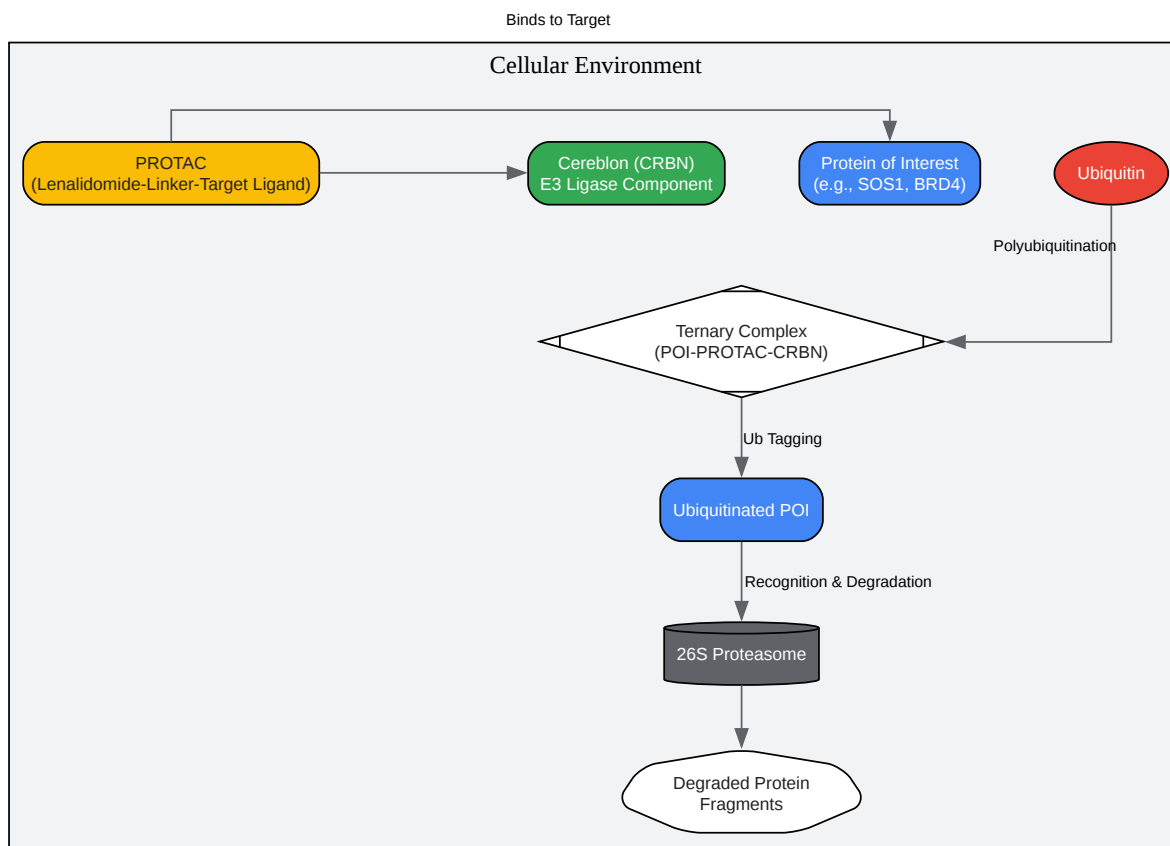 Binds to Target
Cellular Environment
PROTAC
(Lenalidomide-Linker-Target Ligand)
Cereblon (CRBN)
E3 Ligase Component
Protein of Interest
(e.g., SOS1, BRD4)
Ubiquitin
Polyubiquitination
Ternary Complex
(POI-PROTAC-CRBN)
Ub Tagging
Ubiquitinated POI
Recognition & Degradation
26S Proteasome
Degraded Protein
Fragments